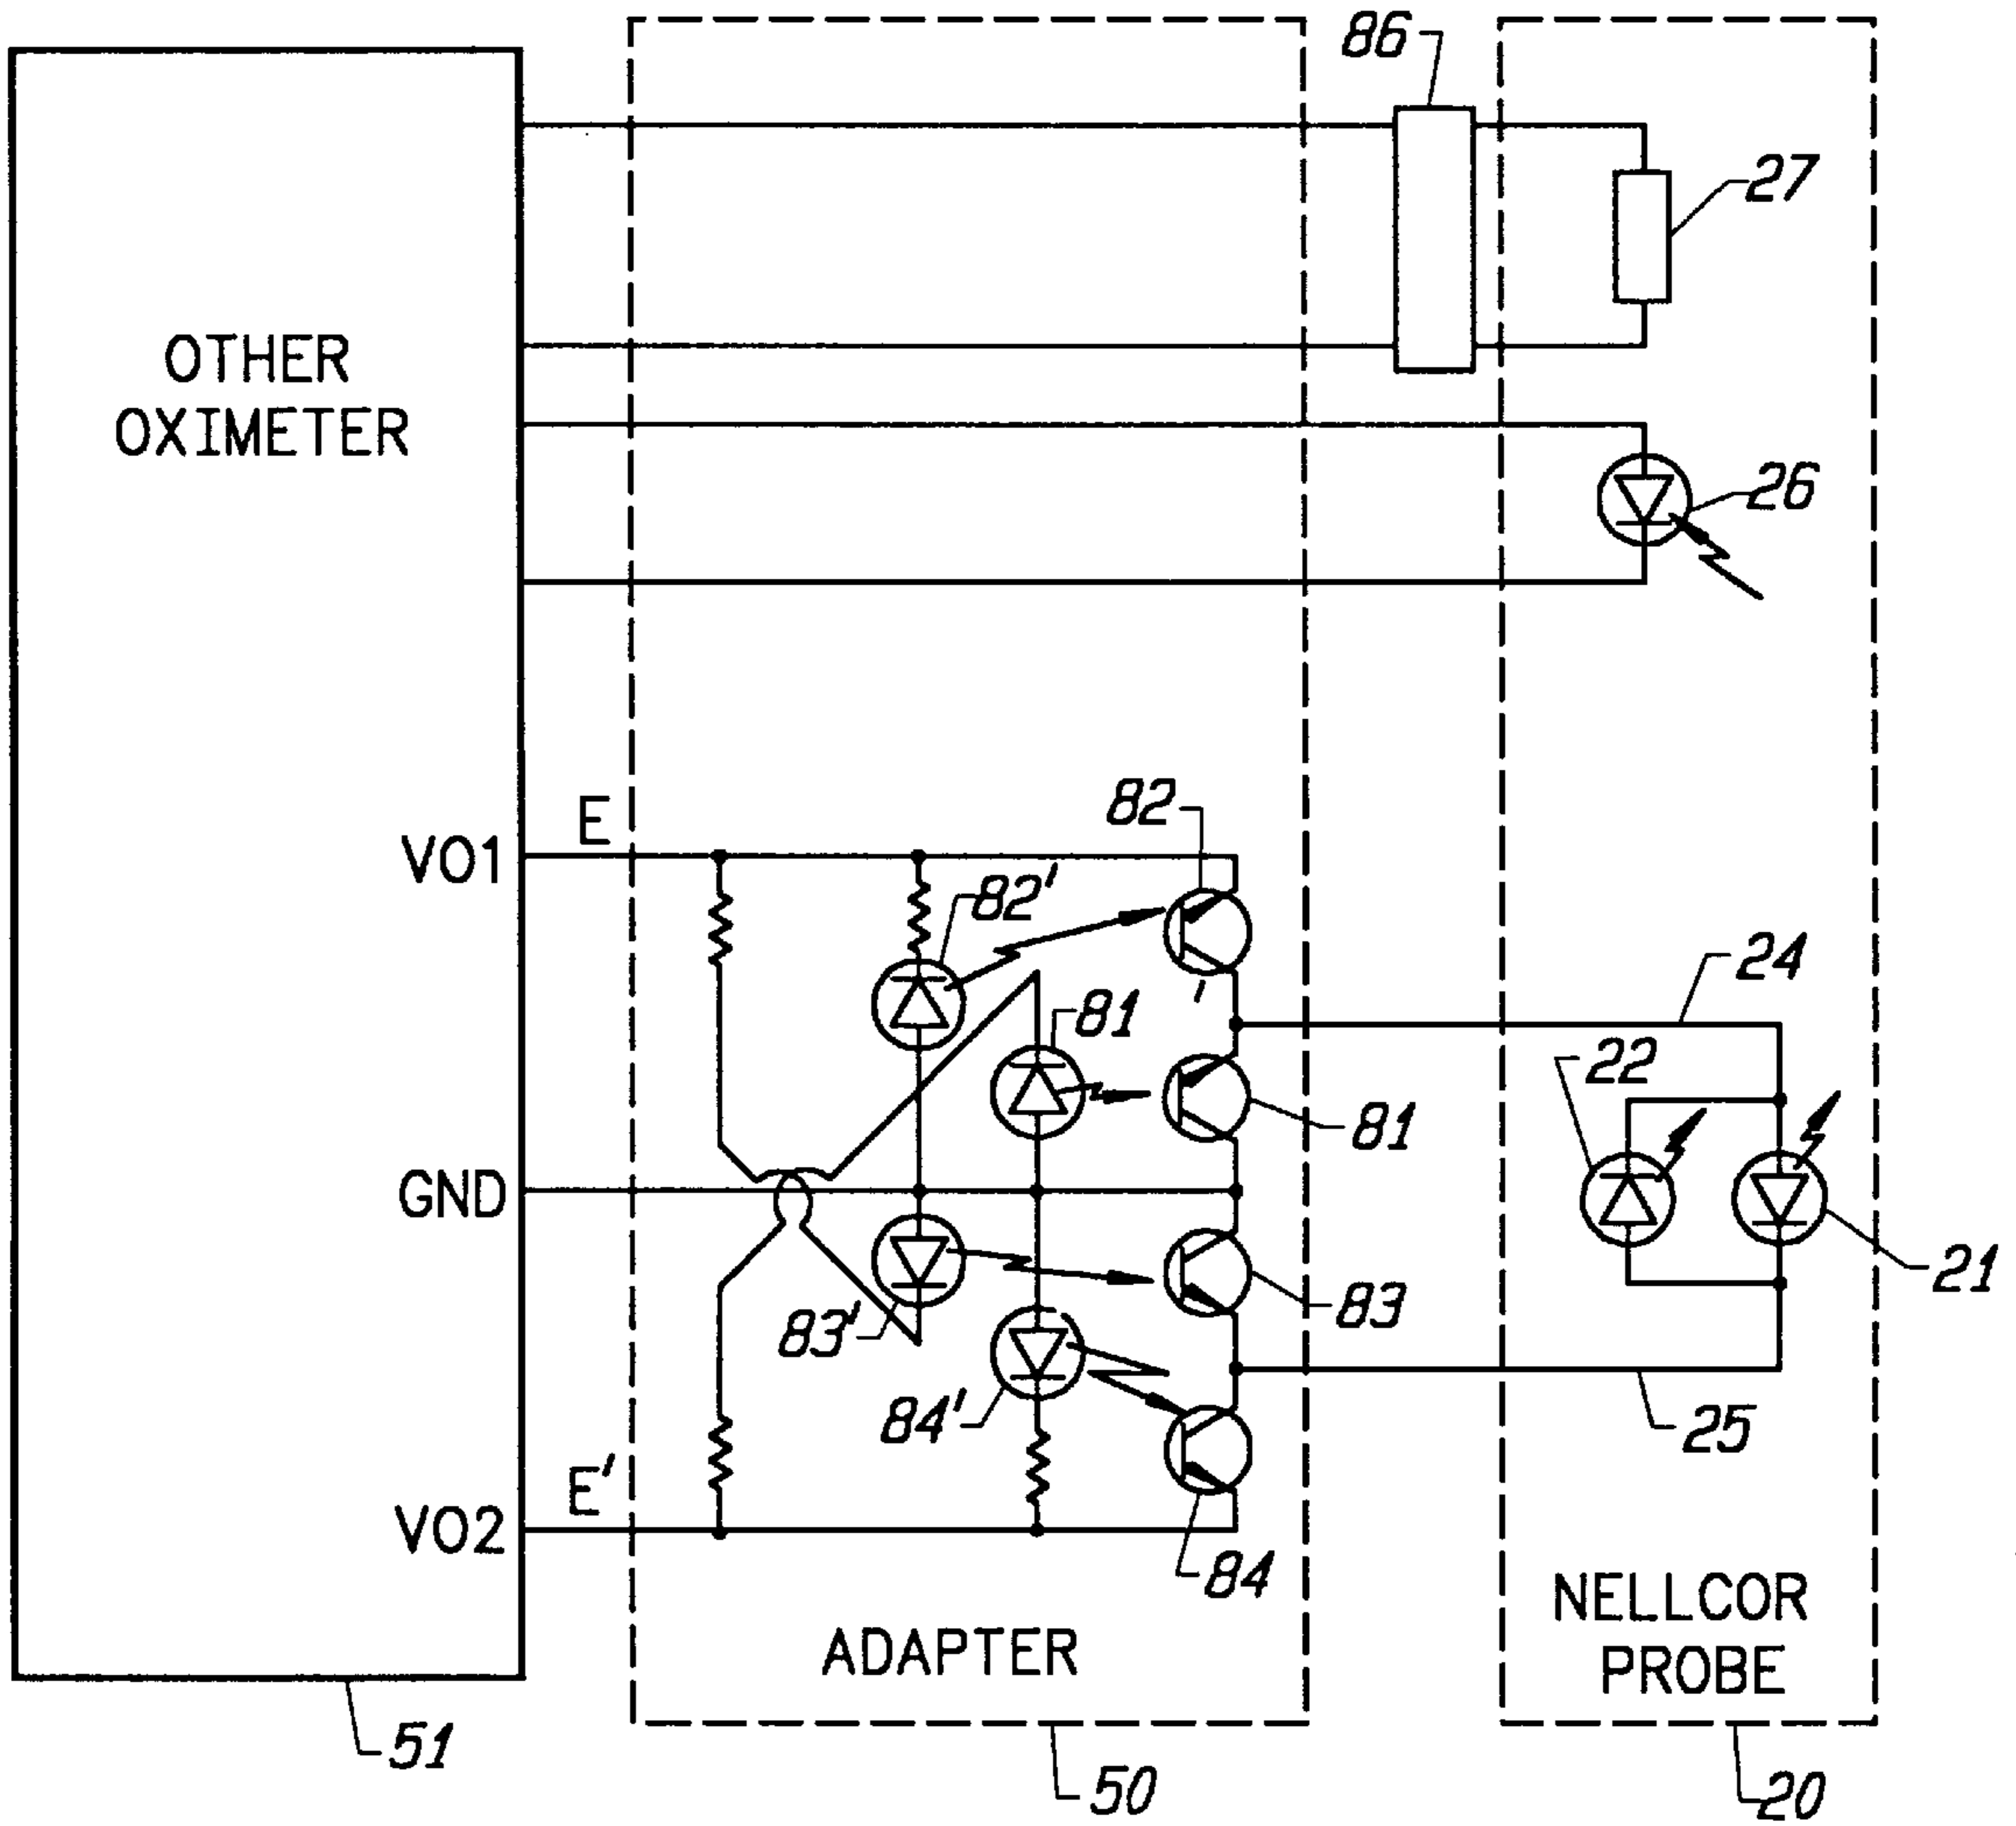 86
27
OTHER
OXIMETER
26
E
82
VO1
82'
24
81
22
81
GND
21
83'
83
84'
25
E'
VO2
84
NELLCOR
PROBE
ADAPTER
51
50
20